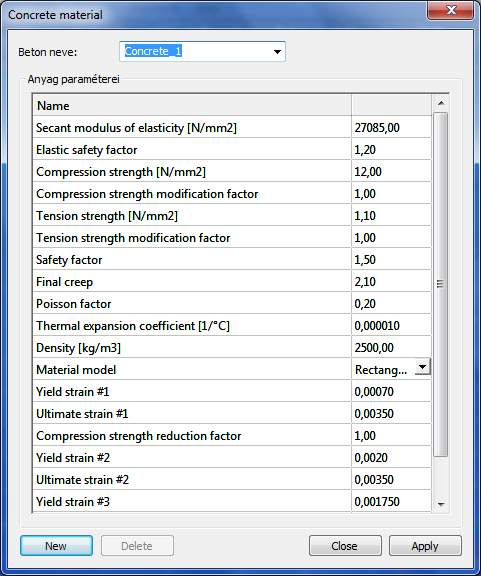 Concrete material
Beton neve: Concrete_1
Anyag paraméterei
Name
Secant modulus of elasticity [N/mm2] 27085,00
Elastic safety factor 1,20
Compression strength [N/mm2] 12,00
Compression strength modification factor 1,00
Tension strength [N/mm2] 1,10
Tension strength modification factor 1,00
Safety factor 1,50
Final creep 2,10
Poisson factor 0,20
Thermal expansion coefficient [1/°C] 0,000010
Density [kg/m3] 2500,00
Material model Rectang...
Yield strain #1 0,00070
Ultimate strain #1 0,00350
Compression strength reduction factor 1,00
Yield strain #2 0,0020
Ultimate strain #2 0,00350
Yield strain #3 0,001750
New Delete Close Apply